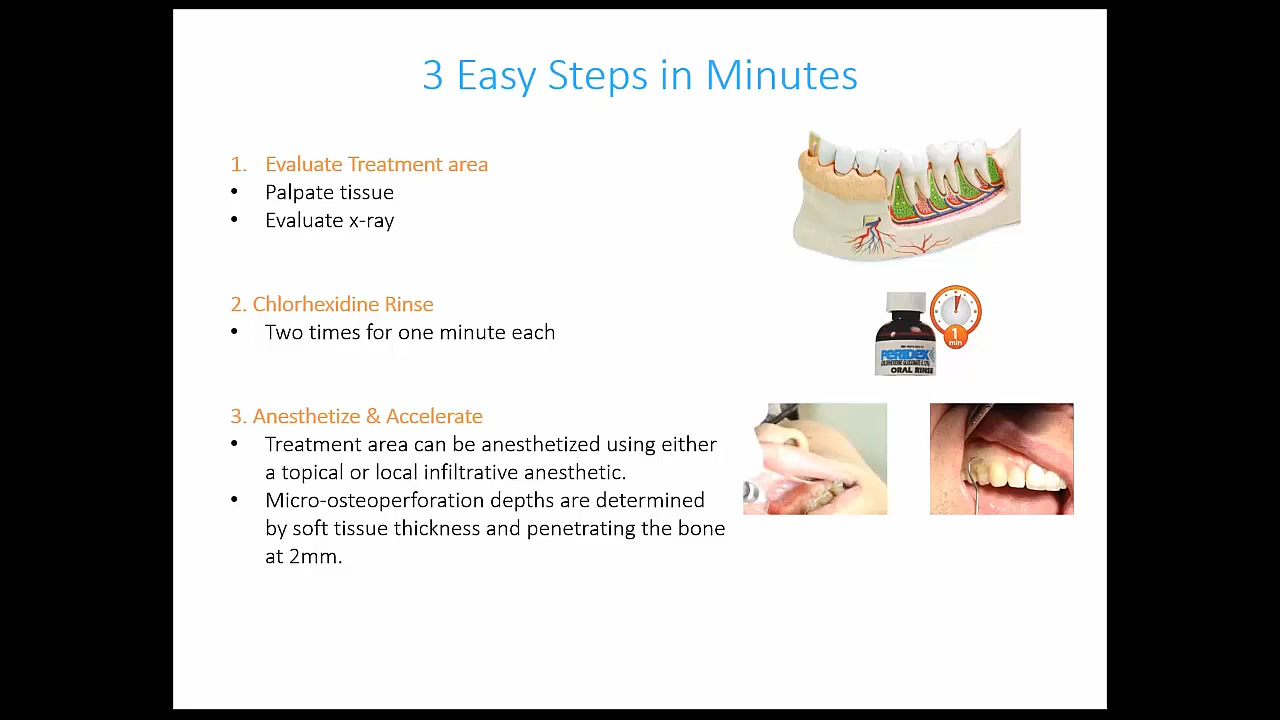 3 Easy Steps in Minutes
1. Evaluate Treatment area
• Palpate tissue
• Evaluate x-ray
2. Chlorhexidine Rinse
• Two times for one minute each
1
min
PERIDEX
ORAL RINSE
3. Anesthetize & Accelerate
• Treatment area can be anesthetized using either
a topical or local infiltrative anesthetic.
• Micro-osteoperforation depths are determined
by soft tissue thickness and penetrating the bone
at 2mm.